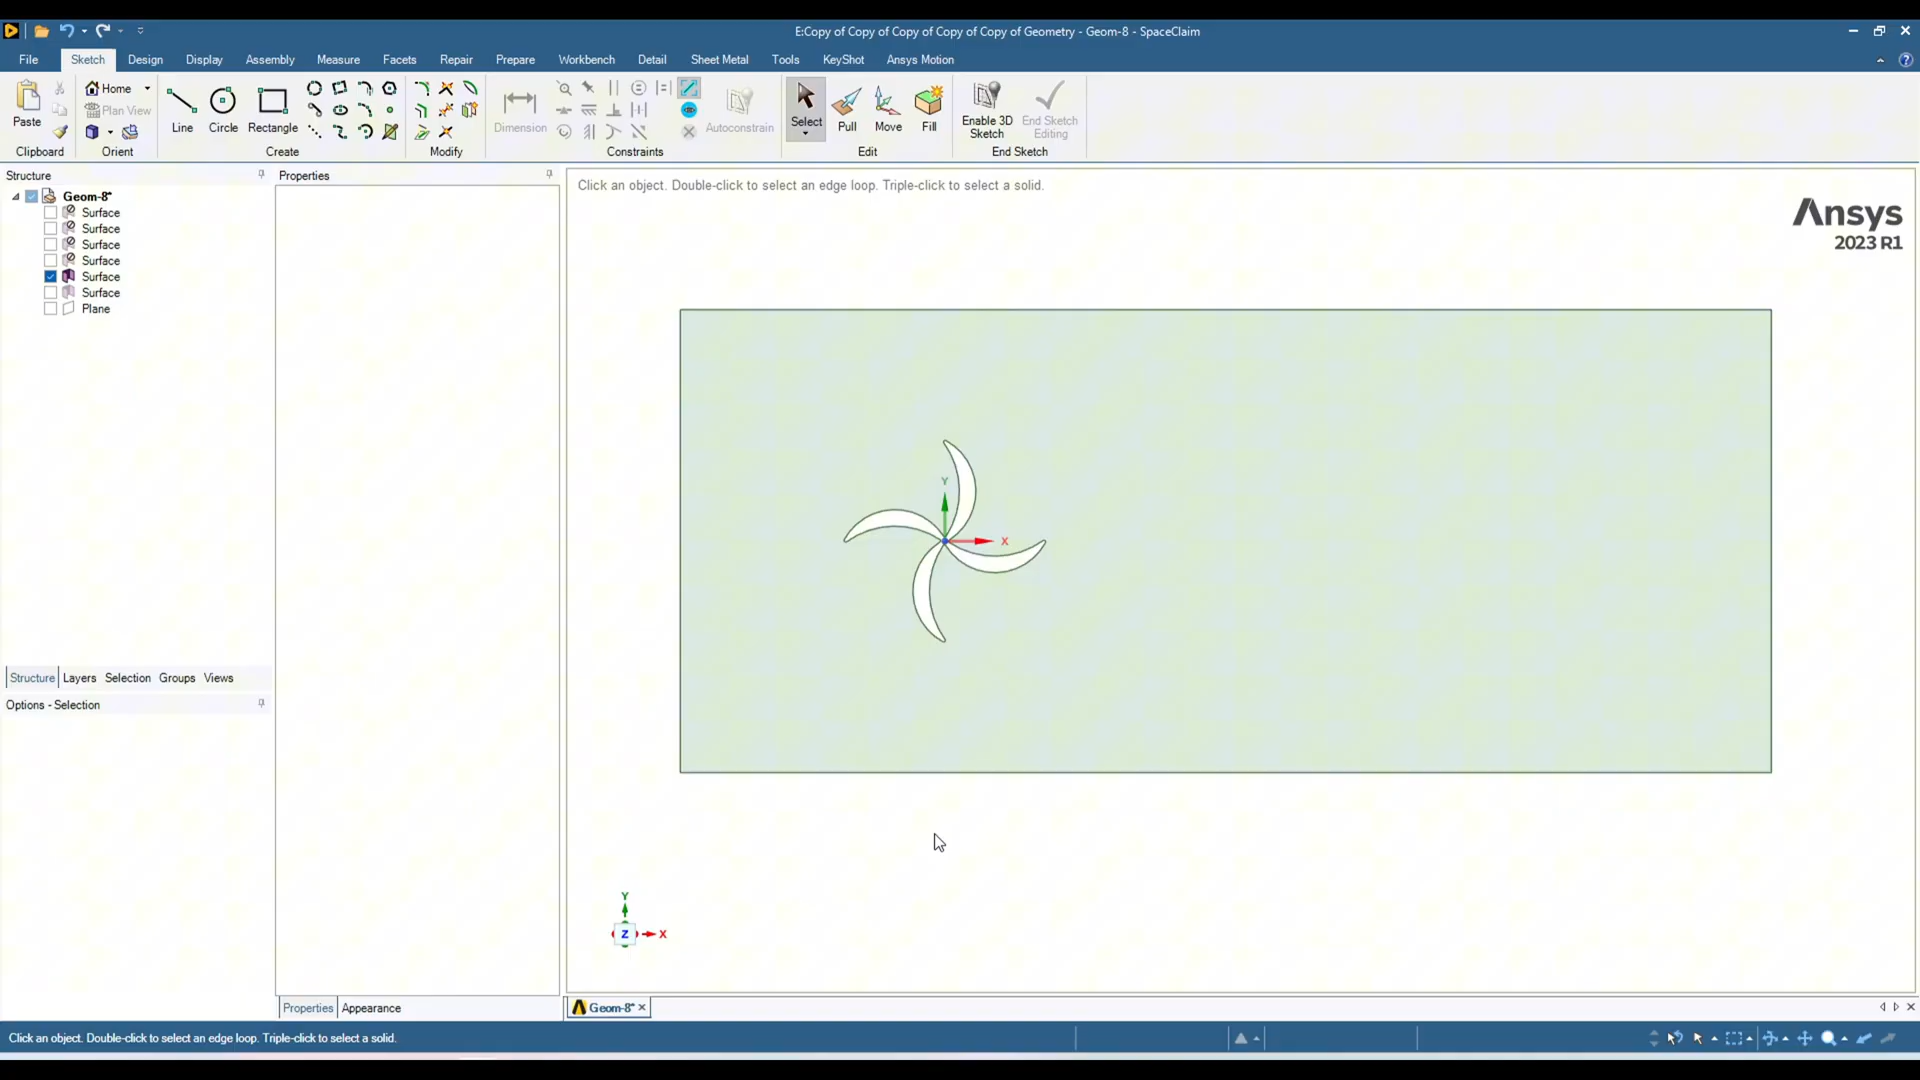 E:Copy of Copy of Copy of Copy of Copy of Geometry - Geom-8 - SpaceClaim
File Sketch Design Display Assembly Measure Facets Repair Prepare Workbench Detail Sheet Metal Tools KeyShot Ansys Motion
Paste
Home
Plan View
Line Circle Rectangle
Dimension
Autoconstrain
Select Pull Move Fill
Enable 3D Sketch
End Sketch Editing
Clipboard Orient Create Modify Constraints Edit End Sketch
Structure
Properties
Click an object. Double-click to select an edge loop. Triple-click to select a solid.
Geom-8*
Surface
Surface
Surface
Surface
Surface
Surface
Plane
Ansys
2023 R1
Y
X
Structure Layers Selection Groups Views
Options - Selection
Y
Z X
Properties Appearance
Geom-8*
Click an object. Double-click to select an edge loop. Triple-click to select a solid.